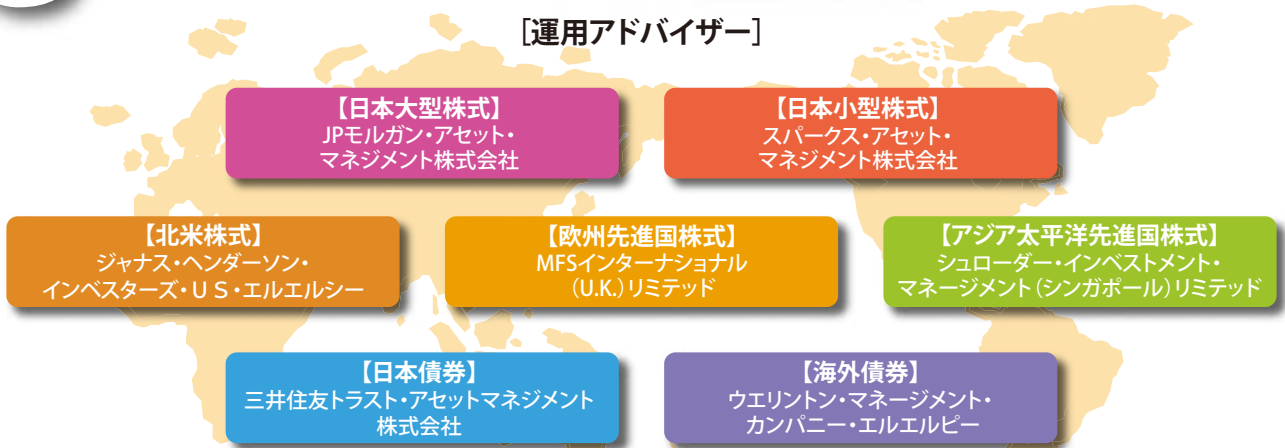 ［運用アドバイザー］
【日本大型株式】
JPモルガン・アセット・
マネジメント株式会社
【日本小型株式】
スパークス・アセット・
マネジメント株式会社
【北米株式】
ジャナス・ヘンダーソン・
インベスターズ・ＵＳ・エルエルシー
【欧州先進国株式】
MFSインターナショナル
（U.K.）リミテッド
【アジア太平洋先進国株式】
シュローダー・インベストメント・
マネージメント（シンガポール）リミテッド
【日本債券】
三井住友トラスト・アセットマネジメント
株式会社
【海外債券】
ウエリントン・マネージメント・
カンパニー・エルエルピー